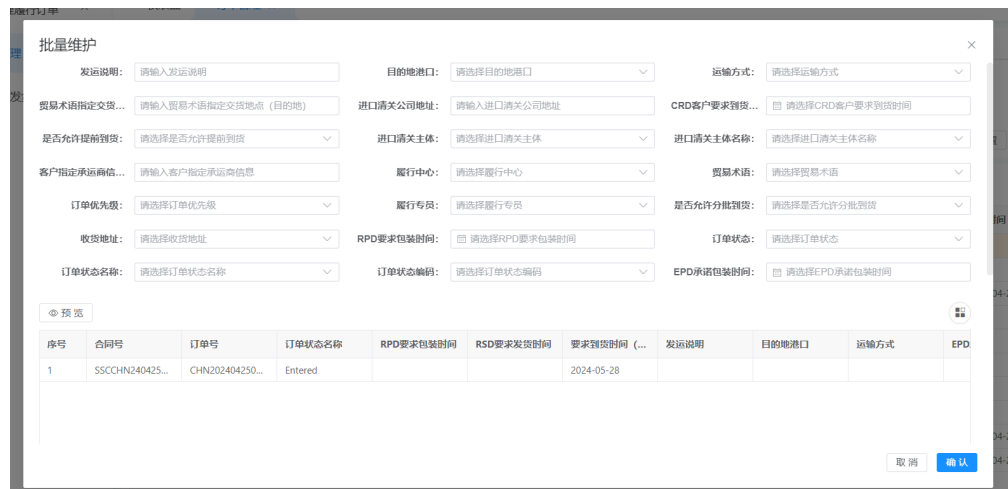 批量维护
发运说明: 请输入发运说明 目的地港口: 请选择目的地港口 运输方式: 请选择运输方式
贸易术语指定交货... 请输入贸易术语指定交货地点（目的地） 进口清关公司地址: 请输入进口清关公司地址 CRD客户要求到货... 请选择CRD客户要求到货时间
是否允许提前到货: 请选择是否允许提前到货 进口清关主体: 请选择进口清关主体 进口清关主体名称: 请选择进口清关主体名称
客户指定承运商信... 请输入客户指定承运商信息 履行中心: 请选择履行中心 贸易术语: 请选择贸易术语
订单优先级: 请选择订单优先级 履行专员: 请选择履行专员 是否允许分批到货: 请选择是否允许分批到货
收货地址: 请选择收货地址 RPD要求包装时间: 请选择RPD要求包装时间 订单状态: 请选择订单状态
订单状态名称: 请选择订单状态名称 订单状态编码: 请选择订单状态编码 EPD承诺包装时间: 请选择EPD承诺包装时间
预览
序号 合同号 订单号 订单状态名称 RPD要求包装时间 RSD要求发货时间 要求到货时间 (... 发运说明 目的地港口 运输方式 EPD
1 SSCCHN240425... CHN202404250... Entered 2024-05-28
取消 确认